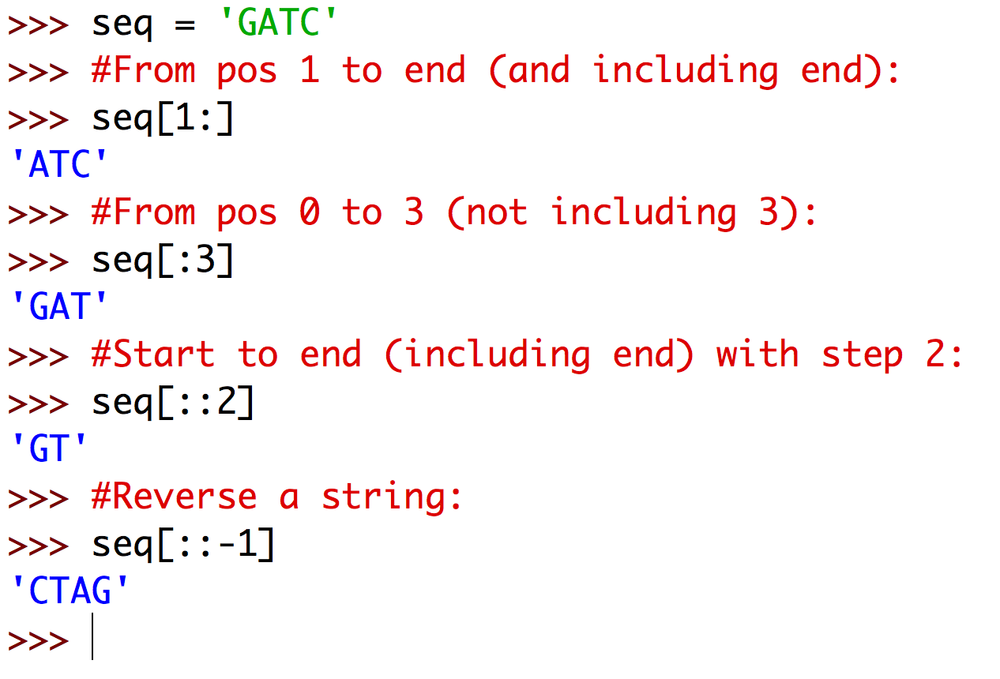 >>> seq = 'GATC'
>>> #From pos 1 to end (and including end):
>>> seq[1:]
'ATC'
>>> #From pos 0 to 3 (not including 3):
>>> seq[:3]
'GAT'
>>> #Start to end (including end) with step 2:
>>> seq[::2]
'GT'
>>> #Reverse a string:
>>> seq[::-1]
'CTAG'
>>>